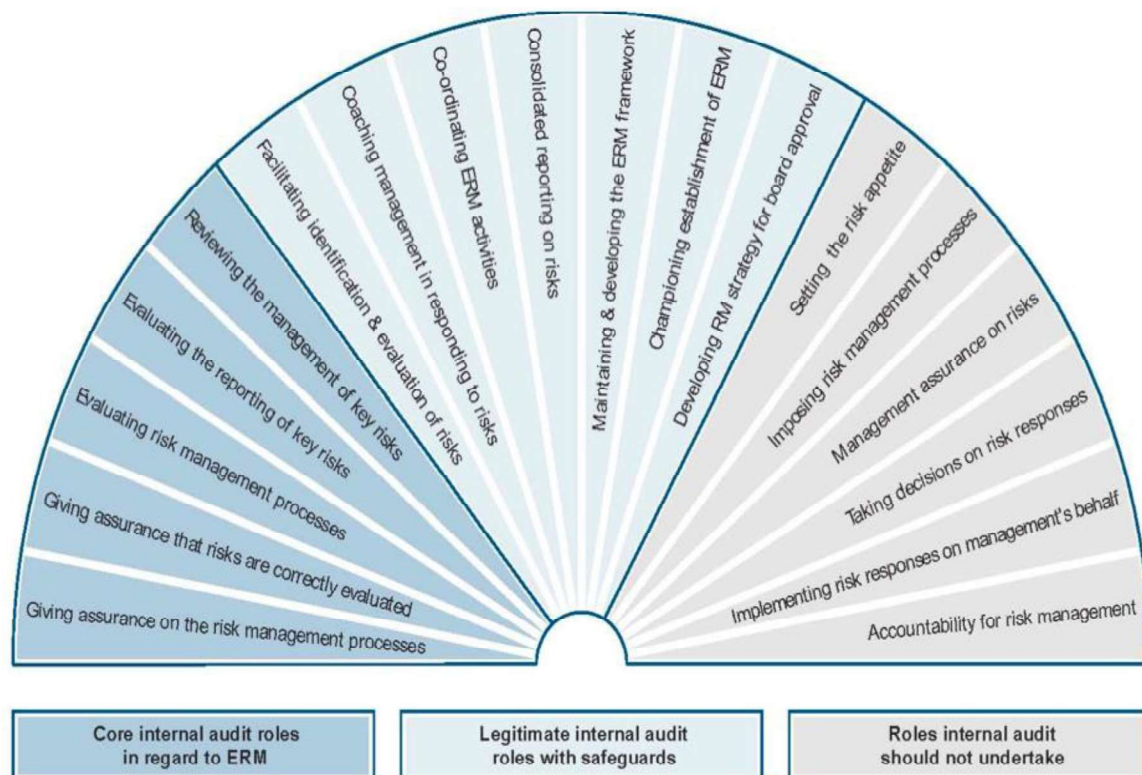 Giving assurance on the risk management processes
Giving assurance that risks are correctly evaluated
Evaluating risk management processes
Evaluating the reporting of key risks
Reviewing the management of key risks
Facilitating identification & evaluation of risks
Coaching management in responding to risks
Co-ordinating ERM activities
Consolidated reporting on risks
Maintaining & developing the ERM framework
Championing establishment of ERM
Developing RM strategy for board approval
Setting the risk appetite
Imposing risk management processes
Management assurance on risks
Taking decisions on risk responses
Implementing risk responses on management's behalf
Accountability for risk management
Core internal audit roles
in regard to ERM
Legitimate internal audit
roles with safeguards
Roles internal audit
should not undertake